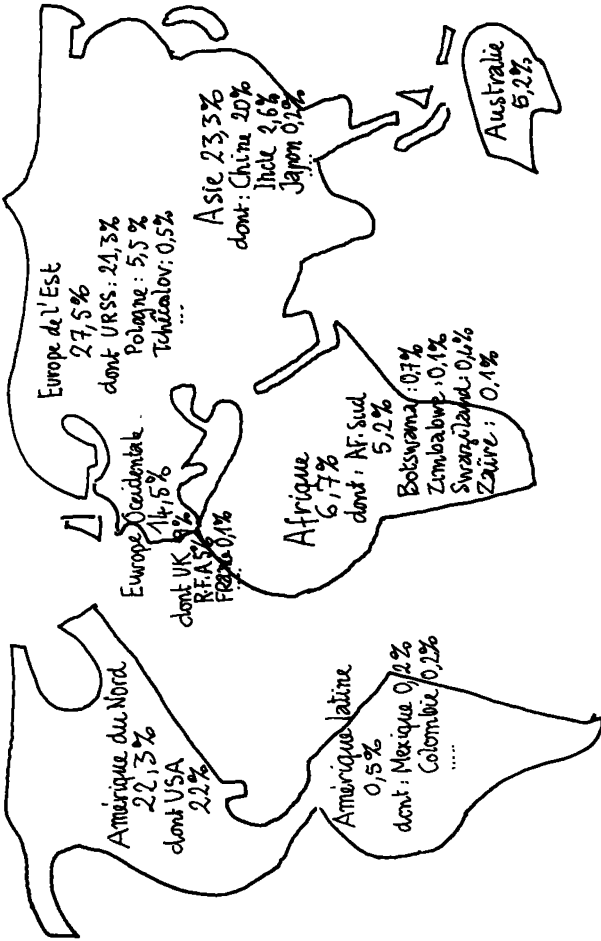 Amérique du Nord
22,3%
dont USA
22%
Amérique latine
0,5%
dont: Mexique 0,2%
Colombie 0,2%
.....
Europe Occidentale.
14,5%
dont UK 9%
R.F.A 5%
France 0,1%
.....
Europe de l'Est
27,5%
dont URSS: 21,3%
Pologne: 5,5%
Tchécolov: 0,5%
....
Afrique
6,7%
dont: Af. Sud
5,2%
Botswana: 0,7%
Zimbabwe: 0,1%
Swaziland: 0,4%
Zaïre: 0,1%
Asie 23,3%
dont: Chine 20%
Inde 2,6%
Japon 0,2%
.....
Australie
5,2%